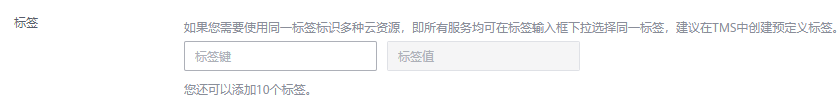 标签
如果您需要使用同一标签标识多种云资源，即所有服务均可在标签输入框下拉选择同一标签，建议在TMS中创建预定义标签。
标签键 标签值
您还可以添加10个标签。